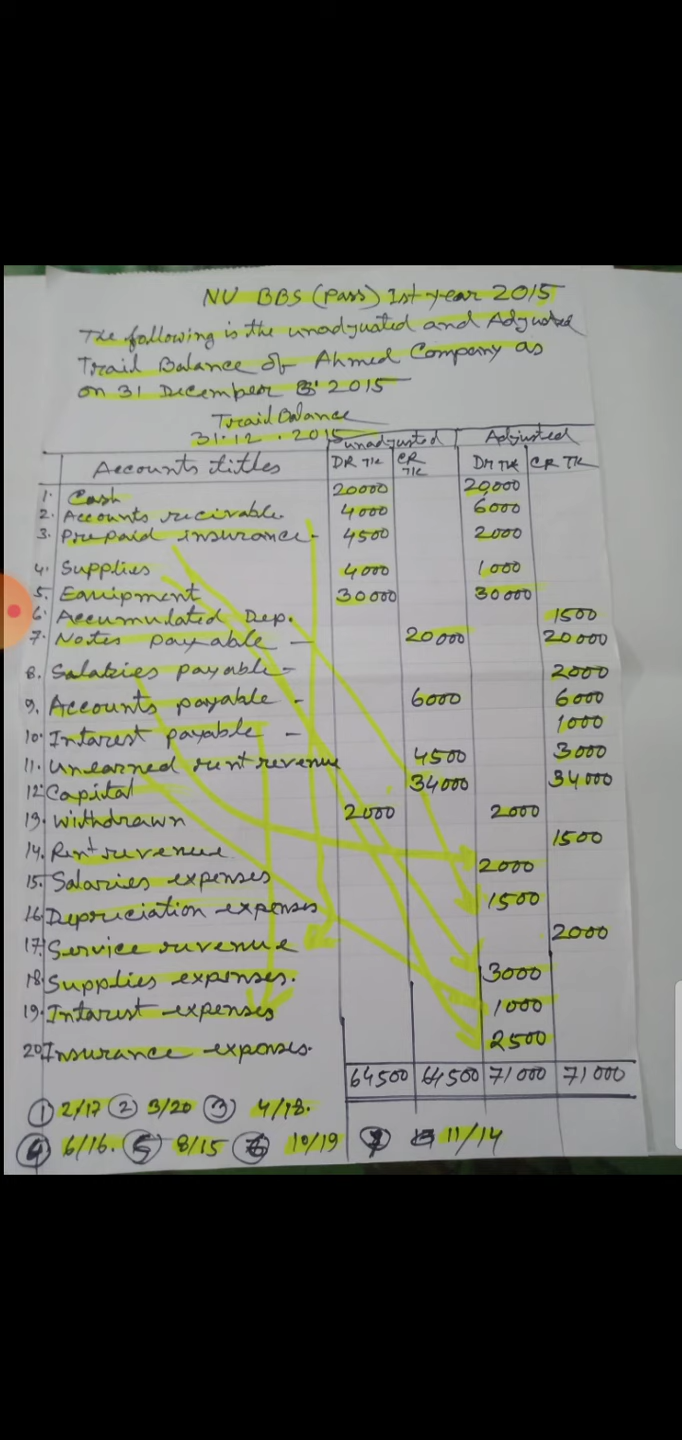 NU BBS (pass) 1st year 2015
The following is the unadjuated and Adjusted
Trail Balance of Ahmed Company as
on 31 December 2015
Trail Balance
31.12.2015
Accounts titles unadjusted Adjusted
DR TK CR TK DR TK CR TK
1. Cash 20000 20000
2. Accounts recivable. 4000 6000
3. Prepaid insurance - 4500 2000
4. Supplies 4000 1000
5. Equipment 30000 30000
6. Accumulated Dep. 1500
7. Notes payable — 20000 20000
8. Salaries payable - 2000
9. Accounts payable - 6000 6000
10. Intarest payable - 1000
11. Unearned rent revenue 4500 3000
12. Capital 34000 34000
13. Withdrawn 2000 2000
14. Rent revenue 1500
15. Salaries expenses 2000
16. Depreciation expenses 1500
17. Service revenue 2000
18. Supplies expenses. 3000
19. Intarest expenses 1000
20. Insurance expenses. 2500
64500 64500 71000 71000
① 2/17 ② 3/20 ③ 4/18.
④ 6/16. ⑤ 8/15 ⑥ 10/19 ⑦ 11/14